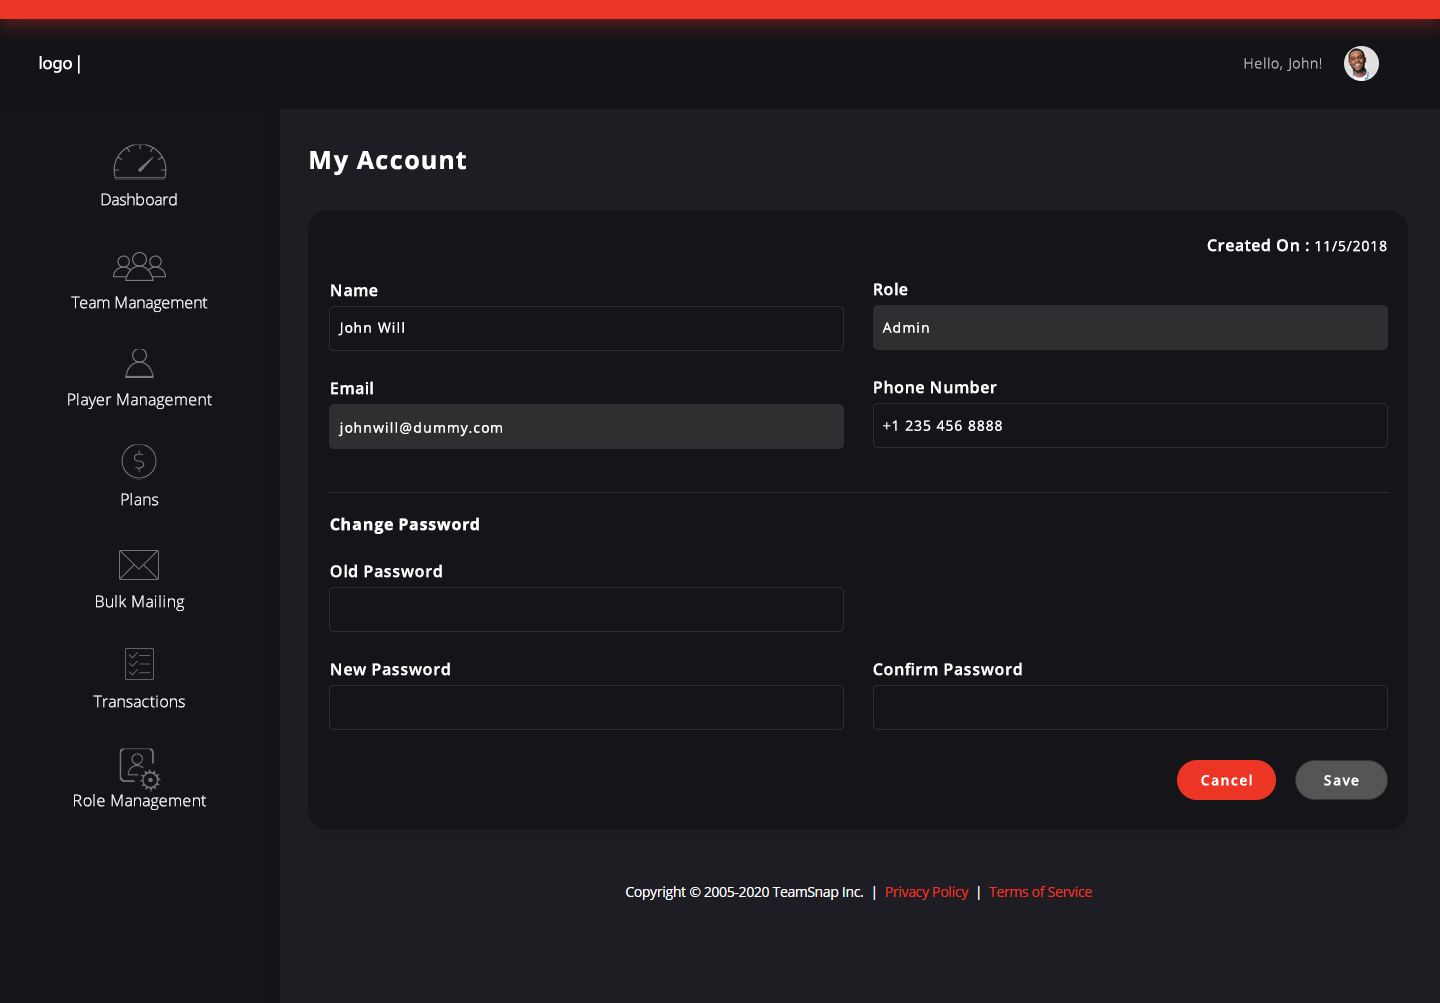 logo |
Hello, John!
Dashboard
Team Management
Player Management
Plans
Bulk Mailing
Transactions
Role Management
My Account
Created On : 11/5/2018
Name
John Will
Role
Admin
Email
johnwill@dummy.com
Phone Number
+1 235 456 8888
Change Password
Old Password
New Password
Confirm Password
Cancel
Save
Copyright © 2005-2020 TeamSnap Inc. | Privacy Policy | Terms of Service